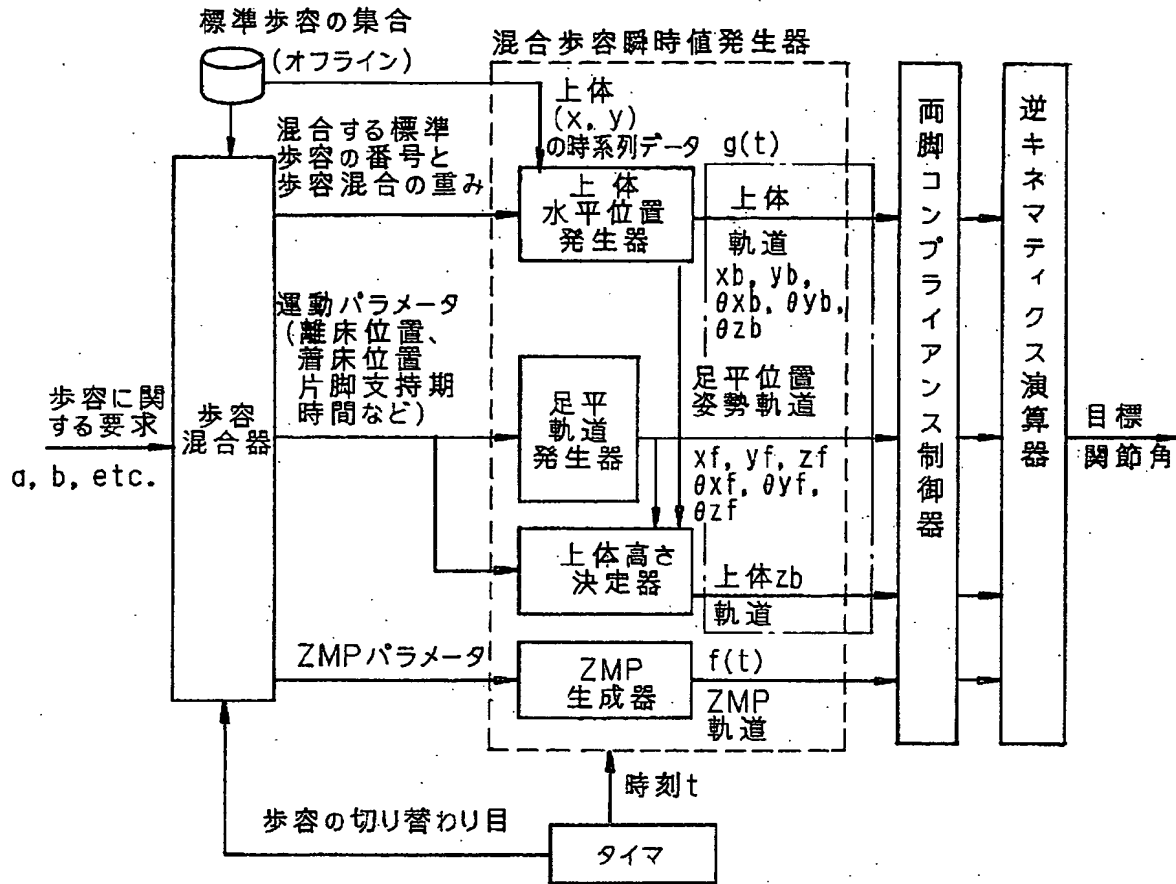 標準歩容の集合
(オフライン)
混合歩容瞬時値発生器
上体
(x, y)
の時系列データ
g(t)
混合する標準
歩容の番号と
歩容混合の重み
上体
水平位置
発生器
上体
軌道
xb, yb,
θxb, θyb,
θzb
運動パラメータ
(離床位置、
着床位置
片脚支持期
時間など)
歩容に関
する要求
a, b, etc.
歩容
混合器
足平
軌道
発生器
足平位置
姿勢軌道
xf, yf, zf
θxf, θyf,
θzf
上体高さ
決定器
上体zb
軌道
ZMPパラメータ
ZMP
生成器
f(t)
ZMP
軌道
両脚コンプライアンス制御器
逆キネマティクス演算器
目標
関節角
時刻t
歩容の切り替わり目
タイマ